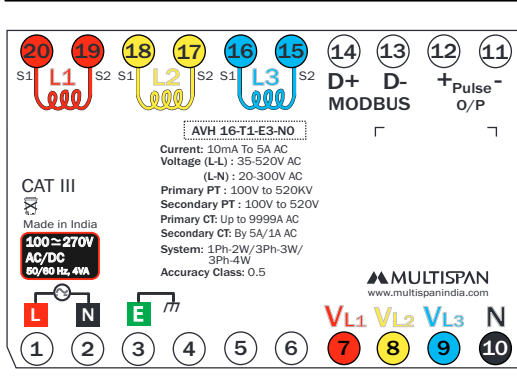 20 19 18 17 16 15 14 13 12 11
S1 L1 S2 S1 L2 S2 S1 L3 S2 D+ D- + Pulse -
MODBUS O/P
AVH 16-T1-E3-N0
Current: 10mA To 5A AC
Voltage (L-L) : 35-520V AC
(L-N) : 20-300V AC
Primary PT : 100V to 520KV
Secondary PT : 100V to 520V
Primary CT: Up to 9999A AC
Secondary CT: By 5A/1A AC
System: 1Ph-2W/3Ph-3W/
3Ph-4W
Accuracy Class: 0.5
CAT III
Made in India
100≃270V
AC/DC
50/60 Hz, 4VA
MULTISPAN
www.multispanindia.com
L N E VL1 VL2 VL3 N
1 2 3 4 5 6 7 8 9 10